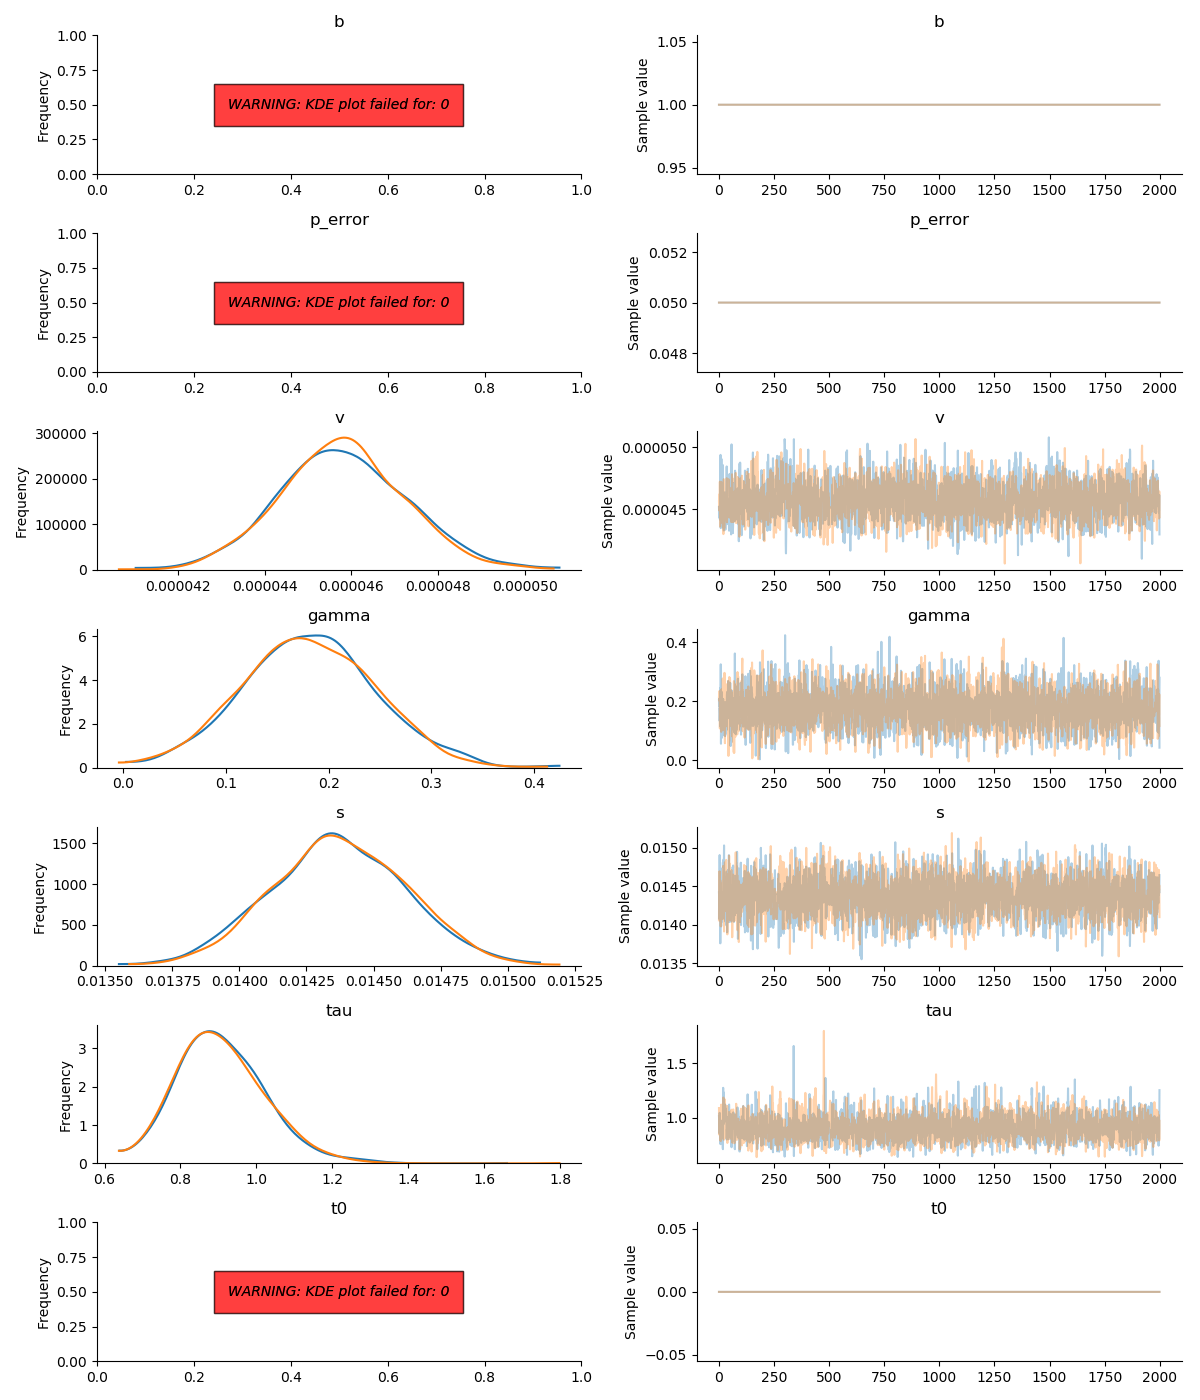 b
b
1.00
0.75
0.50
0.25
0.00
Frequency
WARNING: KDE plot failed for: 0
0.0 0.2 0.4 0.6 0.8 1.0
1.05
1.00
0.95
Sample value
0 250 500 750 1000 1250 1500 1750 2000
p_error
p_error
1.00
0.75
0.50
0.25
0.00
Frequency
WARNING: KDE plot failed for: 0
0.0 0.2 0.4 0.6 0.8 1.0
0.052
0.050
0.048
Sample value
0 250 500 750 1000 1250 1500 1750 2000
v
v
300000
200000
100000
0
Frequency
0.000042 0.000044 0.000046 0.000048 0.000050
0.000050
0.000045
Sample value
0 250 500 750 1000 1250 1500 1750 2000
gamma
gamma
6
4
2
0
Frequency
0.0 0.1 0.2 0.3 0.4
0.4
0.2
0.0
Sample value
0 250 500 750 1000 1250 1500 1750 2000
s
s
1500
1000
500
0
Frequency
0.01350 0.01375 0.01400 0.01425 0.01450 0.01475 0.01500 0.01525
0.0150
0.0145
0.0140
0.0135
Sample value
0 250 500 750 1000 1250 1500 1750 2000
tau
tau
3
2
1
0
Frequency
0.6 0.8 1.0 1.2 1.4 1.6 1.8
1.5
1.0
Sample value
0 250 500 750 1000 1250 1500 1750 2000
t0
t0
1.00
0.75
0.50
0.25
0.00
Frequency
WARNING: KDE plot failed for: 0
0.0 0.2 0.4 0.6 0.8 1.0
0.05
0.00
−0.05
Sample value
0 250 500 750 1000 1250 1500 1750 2000